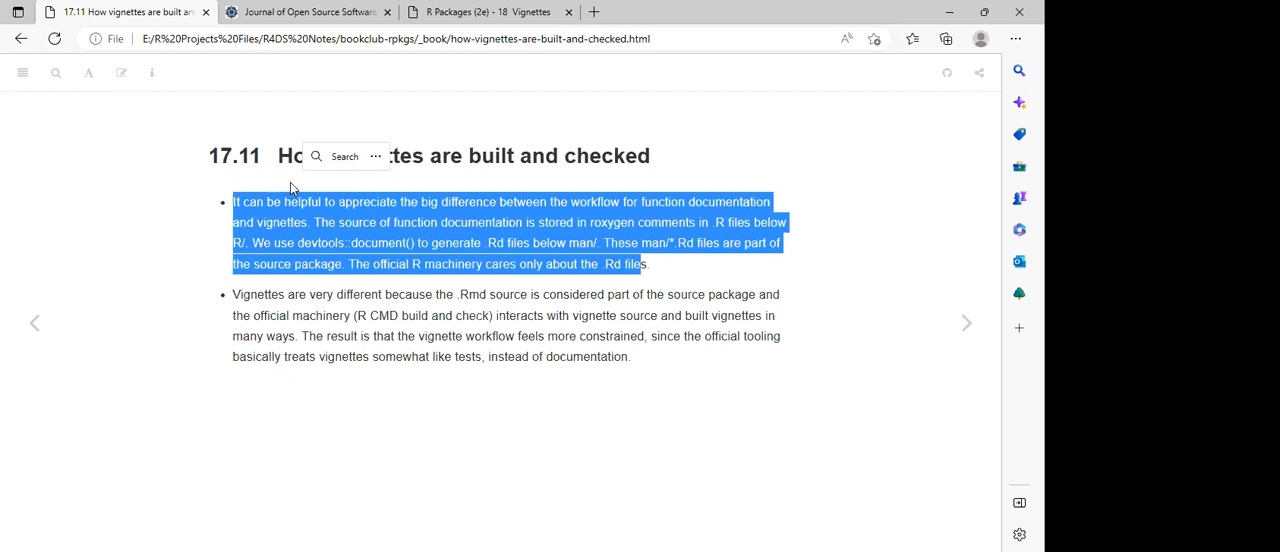 17.11 How vignettes are built an
Journal of Open Source Software
R Packages (2e) - 18 Vignettes
File
E:/R%20Projects%20Files/R4DS%20Notes/bookclub-rpkgs/_book/how-vignettes-are-built-and-checked.html
17.11 Ho
Search
ttes are built and checked
It can be helpful to appreciate the big difference between the workflow for function documentation
and vignettes. The source of function documentation is stored in roxygen comments in .R files below
R/. We use devtools::document() to generate .Rd files below man/. These man/*.Rd files are part of
the source package. The official R machinery cares only about the .Rd files.
Vignettes are very different because the .Rmd source is considered part of the source package and
the official machinery (R CMD build and check) interacts with vignette source and built vignettes in
many ways. The result is that the vignette workflow feels more constrained, since the official tooling
basically treats vignettes somewhat like tests, instead of documentation.